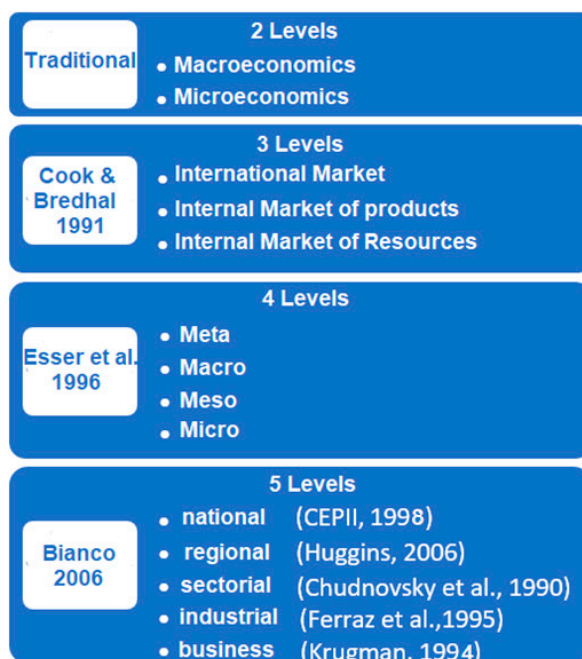 2 Levels
Traditional
• Macroeconomics
• Microeconomics
3 Levels
Cook &
Bredhal
1991
• International Market
• Internal Market of products
• Internal Market of Resources
4 Levels
Esser et al.
1996
• Meta
• Macro
• Meso
• Micro
5 Levels
Bianco
2006
• national (CEPII, 1998)
• regional (Huggins, 2006)
• sectorial (Chudnovsky et al., 1990)
• industrial (Ferraz et al.,1995)
• business (Krugman, 1994)